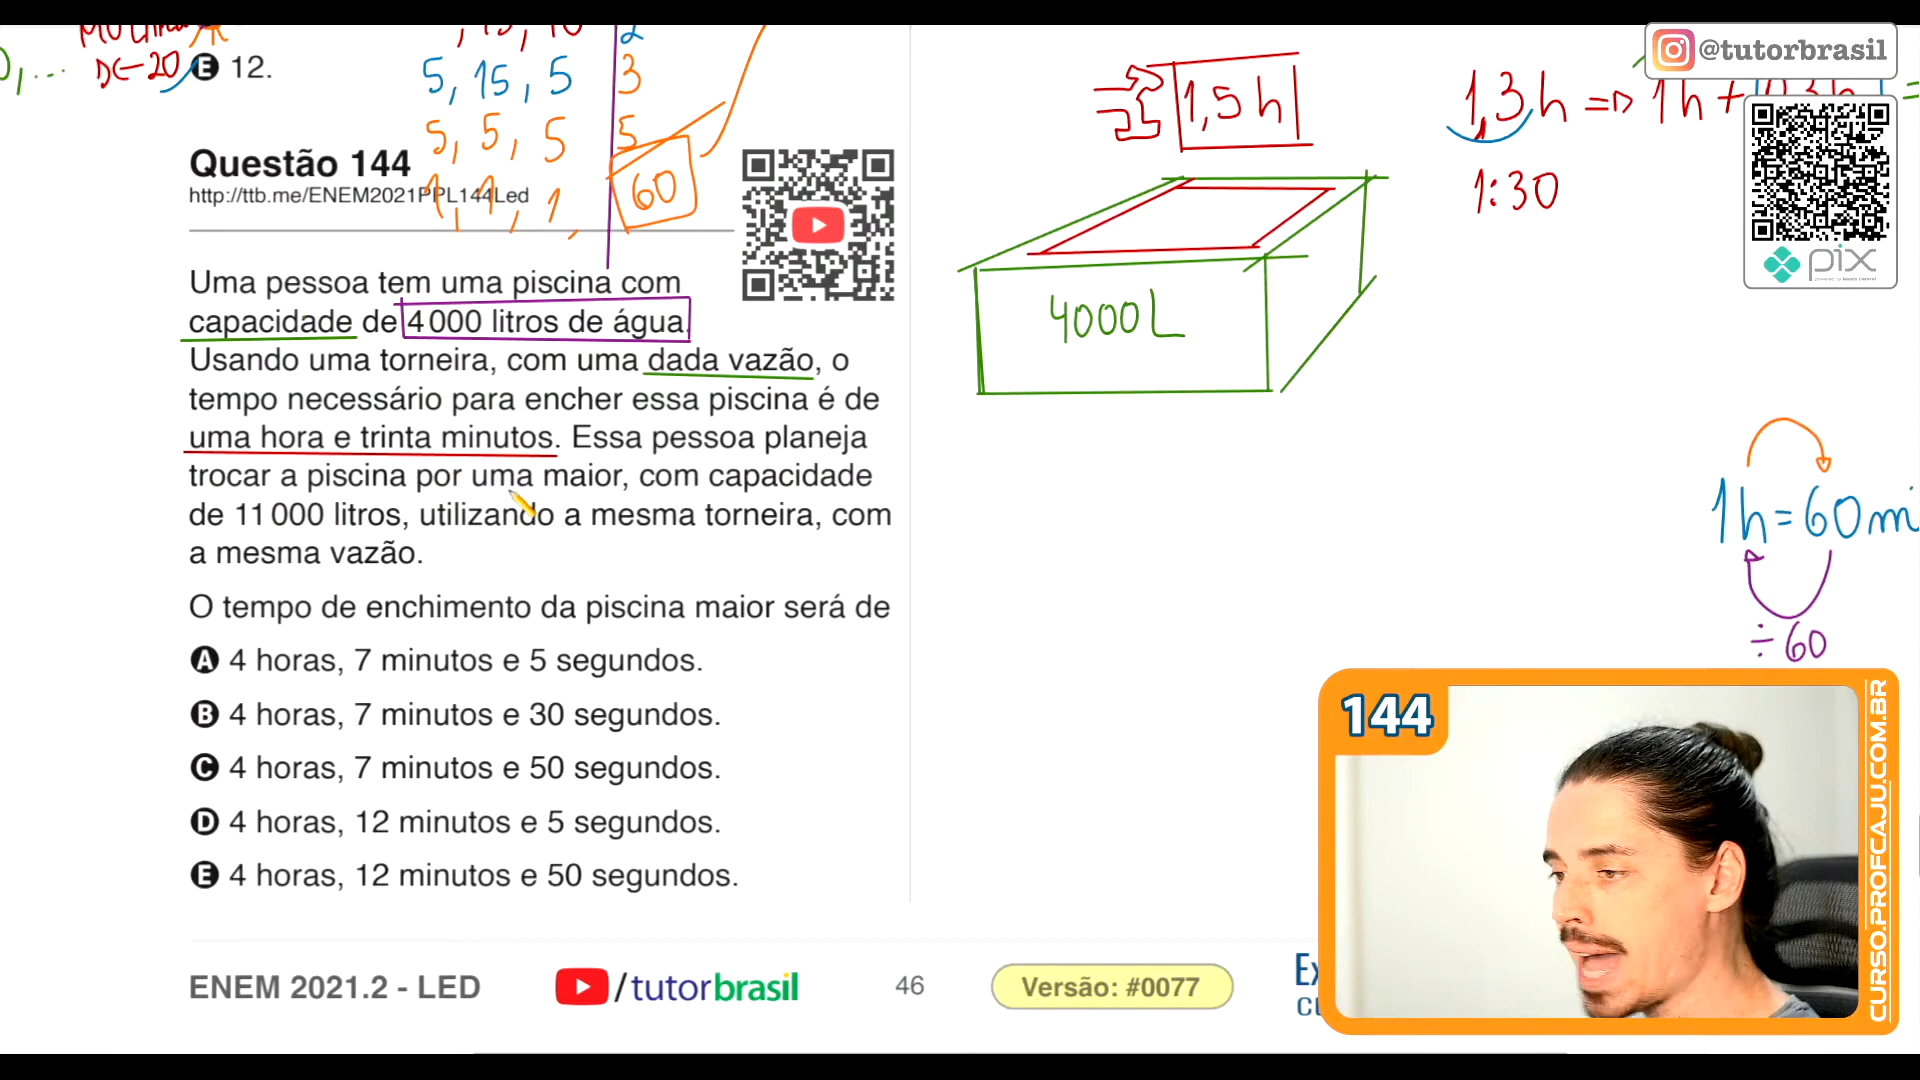 DE 20
E 12.
5, 15, 5 3
5, 5, 5 5
1, 1, 1, 60
Questão 144
http://ttb.me/ENEM2021PPL144Led
Uma pessoa tem uma piscina com
capacidade de 4 000 litros de água.
Usando uma torneira, com uma dada vazão, o
tempo necessário para encher essa piscina é de
uma hora e trinta minutos. Essa pessoa planeja
trocar a piscina por uma maior, com capacidade
de 11 000 litros, utilizando a mesma torneira, com
a mesma vazão.
O tempo de enchimento da piscina maior será de
A 4 horas, 7 minutos e 5 segundos.
B 4 horas, 7 minutos e 30 segundos.
C 4 horas, 7 minutos e 50 segundos.
D 4 horas, 12 minutos e 5 segundos.
E 4 horas, 12 minutos e 50 segundos.
ENEM 2021.2 - LED
/tutorbrasil
46
Versão: #0077
1,5 h
4000L
1,3h => 1h +
1:30
@tutorbrasil
pix
1h = 60 mi
÷ 60
144
CURSO.PROFCAJU.COM.BR